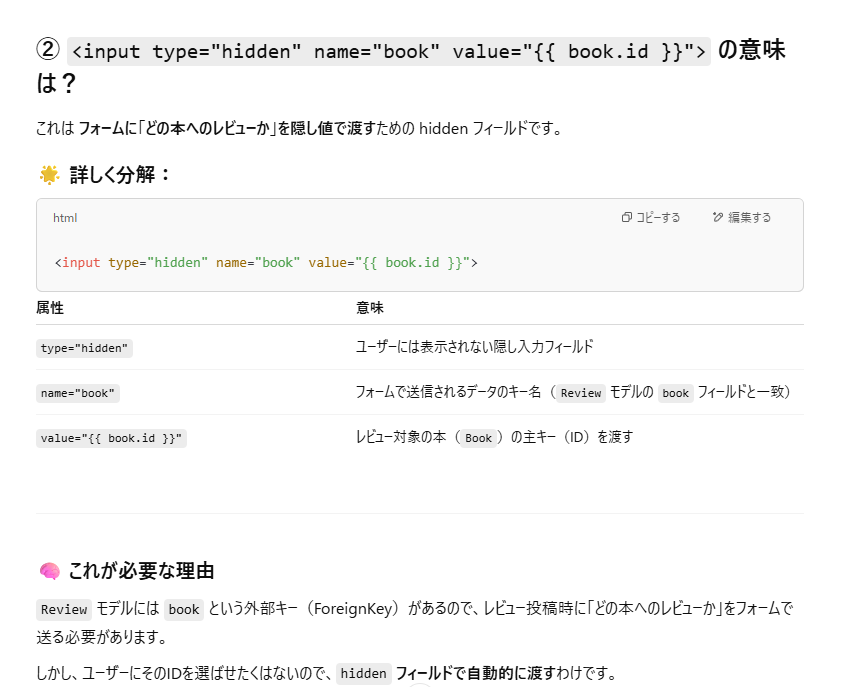 ② <input type="hidden" name="book" value="{{ book.id }}"> の意味
は？
これは フォームに「どの本へのレビューか」を隠し値で渡すための hidden フィールドです。
🌟 詳しく分解：
html コピーする 編集する
<input type="hidden" name="book" value="{{ book.id }}">
属性 意味
type="hidden" ユーザーには表示されない隠し入力フィールド
name="book" フォームで送信されるデータのキー名（Review モデルの book フィールドと一致）
value="{{ book.id }}" レビュー対象の本（Book）の主キー（ID）を渡す
🧠 これが必要な理由
Review モデルには book という外部キー（ForeignKey）があるので、レビュー投稿時に「どの本へのレビューか」をフォームで
送る必要があります。
しかし、ユーザーにそのIDを選ばせたくはないので、hidden フィールドで自動的に渡すわけです。